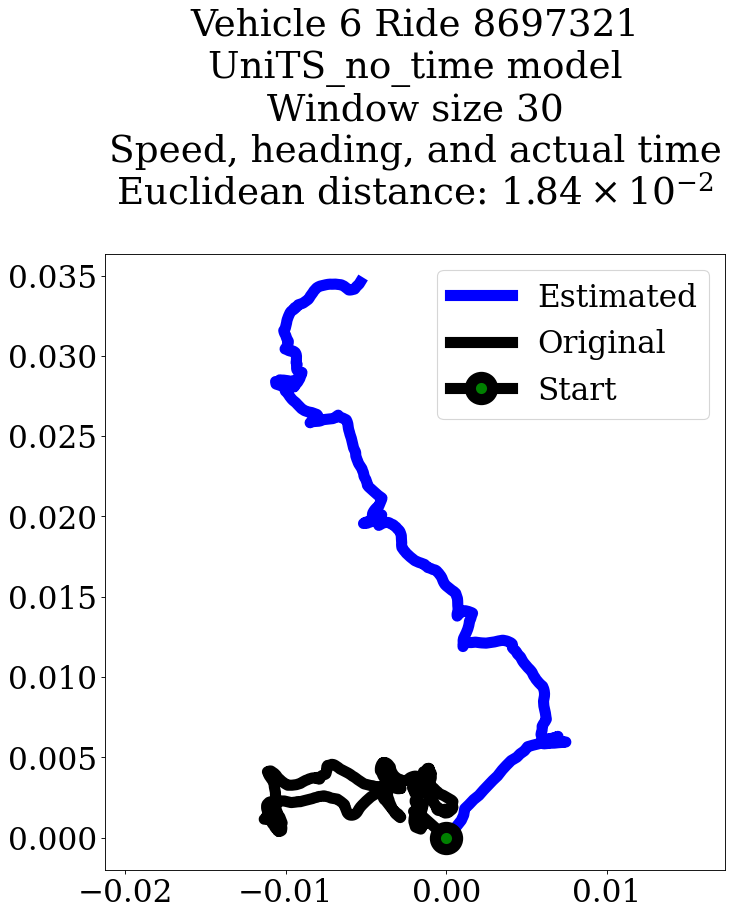 Vehicle 6 Ride 8697321
UniTS_no_time model
Window size 30
Speed, heading, and actual time
Euclidean distance: 1.84 × 10⁻²
0.035
0.030
0.025
0.020
0.015
0.010
0.005
0.000
Estimated
Original
Start
−0.02
−0.01
0.00
0.01